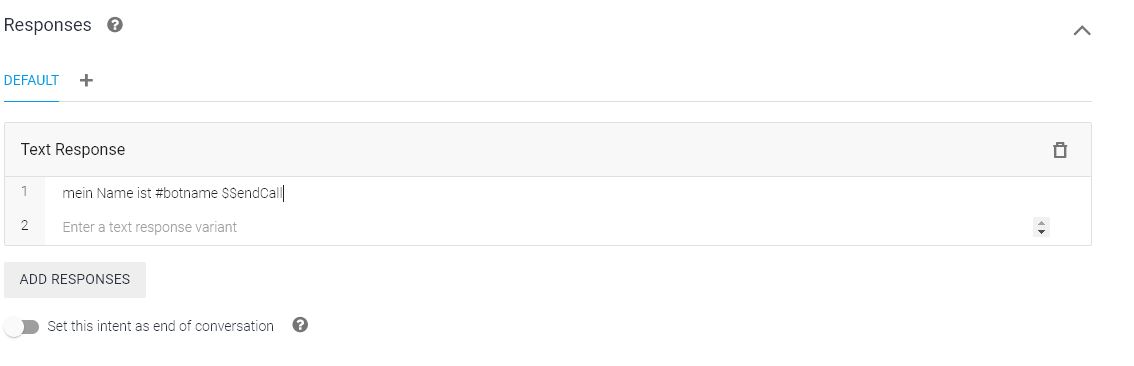 Responses ?
DEFAULT +
Text Response
1 mein Name ist #botname $SendCall
2 Enter a text response variant
ADD RESPONSES
Set this intent as end of conversation ?